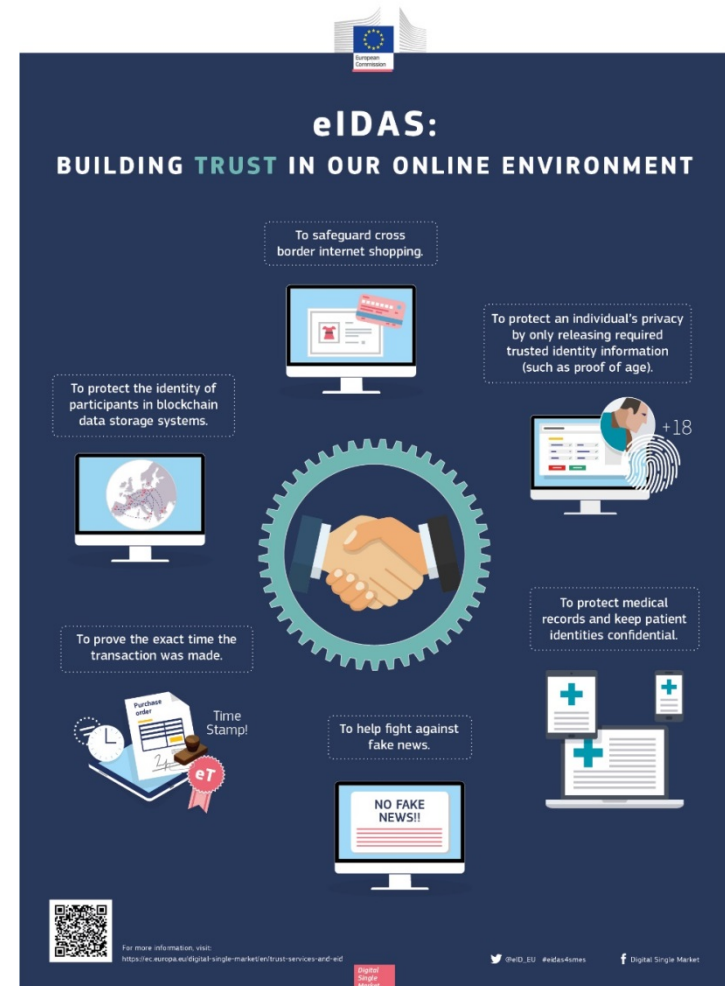 European
Commission
eIDAS:
BUILDING TRUST IN OUR ONLINE ENVIRONMENT
To safeguard cross
border internet shopping.
To protect an individual's privacy
by only releasing required
trusted identity information
(such as proof of age).
+18
To protect the identity of
participants in blockchain
data storage systems.
To protect medical
records and keep patient
identities confidential.
To prove the exact time the
transaction was made.
Purchase
order
Time
Stamp!
eT
To help fight against
fake news.
NO FAKE
NEWS!!
For more information, visit:
https://ec.europa.eu/digital-single-market/en/trust-services-and-eid
@eID_EU #eidas4smes
Digital Single Market
Digital
Single
Market